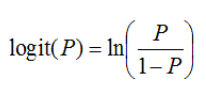 logit(P) = ln(P / 1 − P)